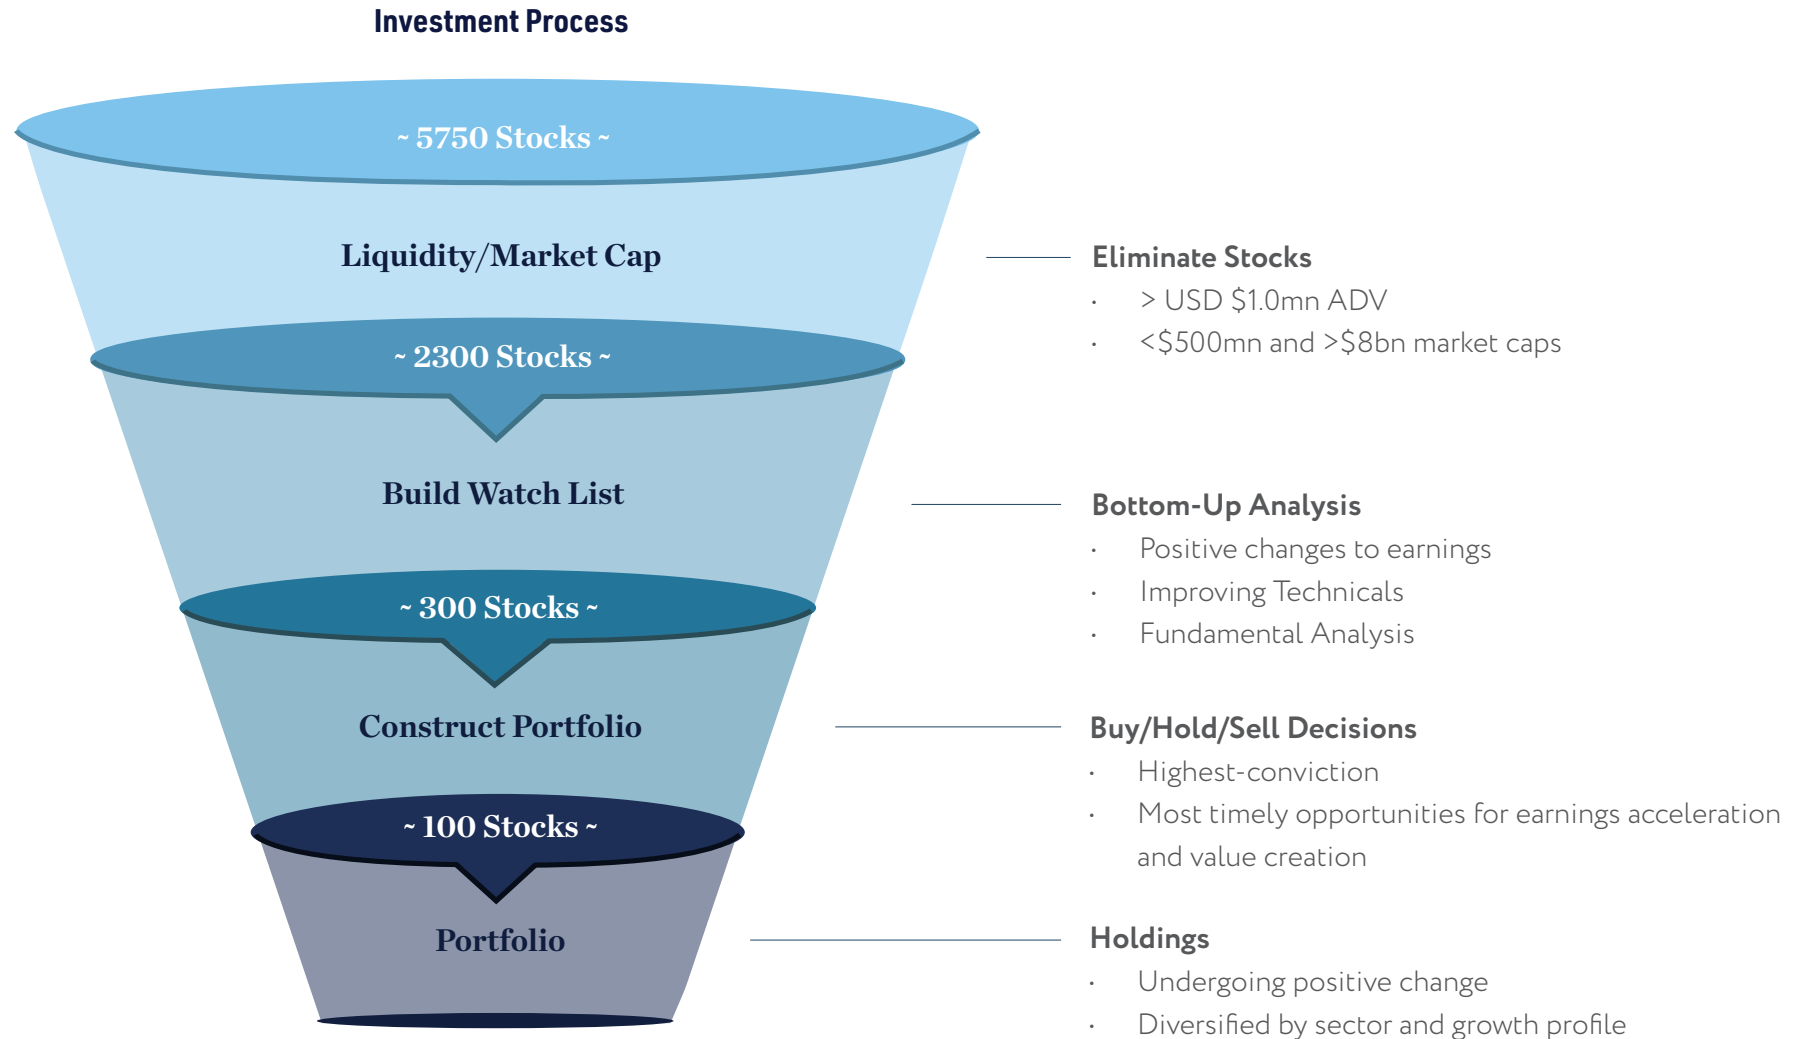 Investment Process
~ 5750 Stocks ~
Liquidity/Market Cap
Eliminate Stocks
· > USD $1.0mn ADV
· <$500mn and >$8bn market caps
~ 2300 Stocks ~
Build Watch List
Bottom-Up Analysis
· Positive changes to earnings
· Improving Technicals
· Fundamental Analysis
~ 300 Stocks ~
Construct Portfolio
Buy/Hold/Sell Decisions
· Highest-conviction
· Most timely opportunities for earnings acceleration
and value creation
~ 100 Stocks ~
Portfolio
Holdings
· Undergoing positive change
· Diversified by sector and growth profile